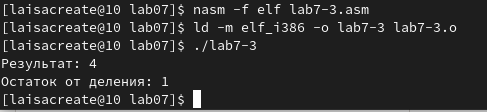 [laisacreate@10 lab07]$ nasm -f elf lab7-3.asm
[laisacreate@10 lab07]$ ld -m elf_i386 -o lab7-3 lab7-3.o
[laisacreate@10 lab07]$ ./lab7-3
Результат: 4
Остаток от деления: 1
[laisacreate@10 lab07]$